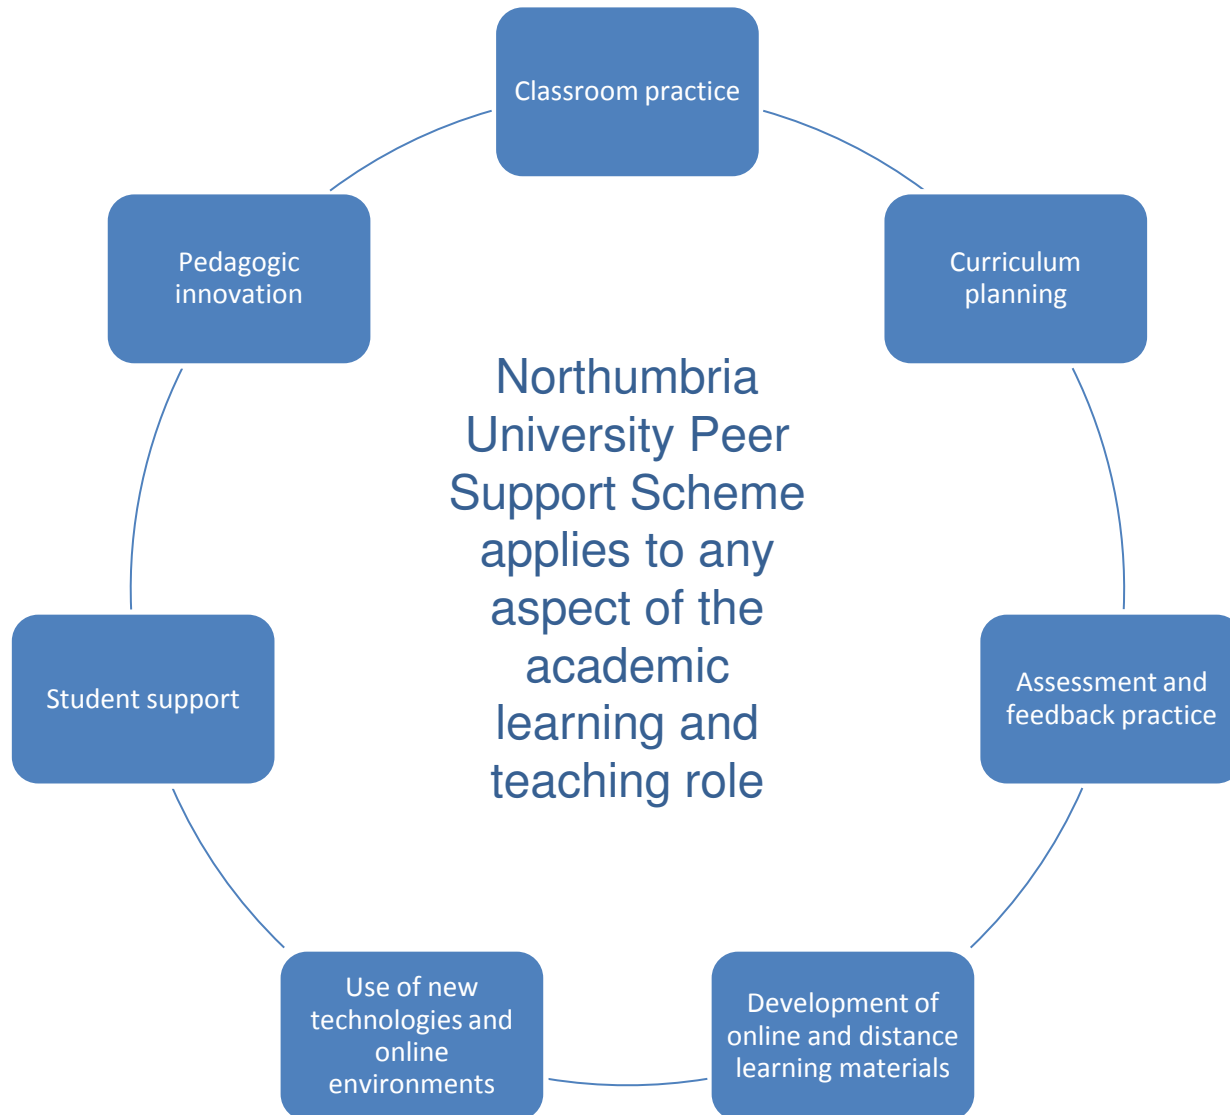 Classroom practice
Pedagogic
innovation
Curriculum
planning
Northumbria
University Peer
Support Scheme
applies to any
aspect of the
academic
learning and
teaching role
Student support
Assessment and
feedback practice
Use of new
technologies and
online
environments
Development of
online and distance
learning materials